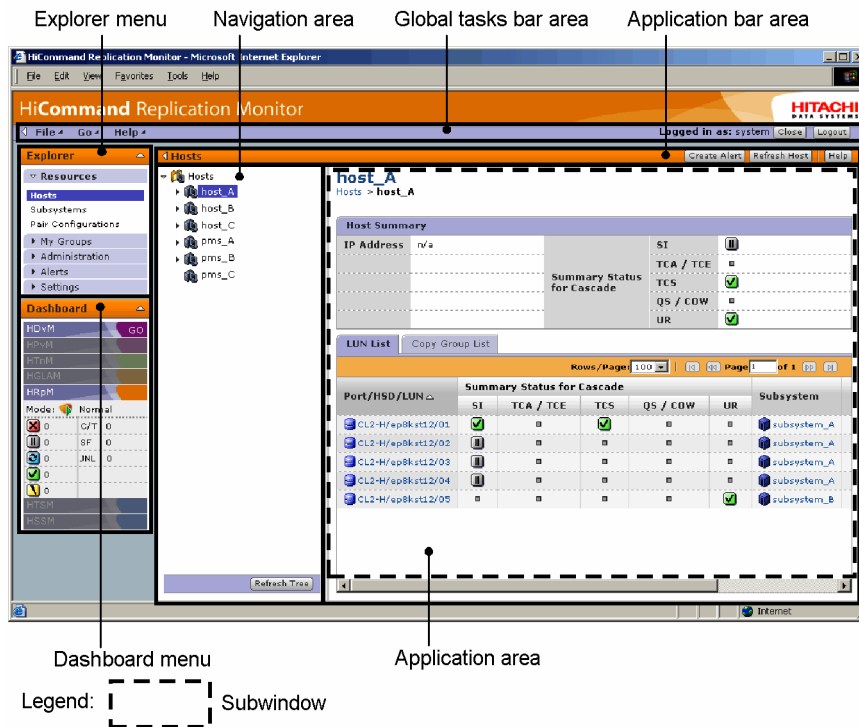 Explorer menu Navigation area Global tasks bar area Application bar area
HiCommand Replication Monitor - Microsoft Internet Explorer
File Edit View Favorites Tools Help
HiCommand Replication Monitor
HITACHI
DATA SYSTEMS
File Go Help Logged in as: system Close Logout
Explorer
Resources
Hosts
Subsystems
Pair Configurations
My Groups
Administration
Alerts
Settings
Dashboard
HDvM GO
HPvM
HTnM
HGLAM
HRpM
Mode: Normal
0 C/T 0
0 SF 0
0 JNL 0
0
0
HTSM
HSSM
Hosts Create Alert Refresh Host Help
Hosts
host_A
host_B
host_C
pms_A
pms_B
pms_C
Refresh Tree
host_A
Hosts > host_A
Host Summary
IP Address n/a
Summary Status for Cascade
SI
TCA / TCE
TCS
QS / COW
UR
LUN List Copy Group List
Rows/Page: 100 Page 1 of 1
Port/HSD/LUN Summary Status for Cascade Subsystem
SI TCA / TCE TCS QS / COW UR
CL2-H/ep8kst12/01 subsystem_A
CL2-H/ep8kst12/02 subsystem_A
CL2-H/ep8kst12/03 subsystem_A
CL2-H/ep8kst12/04 subsystem_A
CL2-H/ep8kst12/05 subsystem_B
Internet
Dashboard menu Application area
Legend: Subwindow